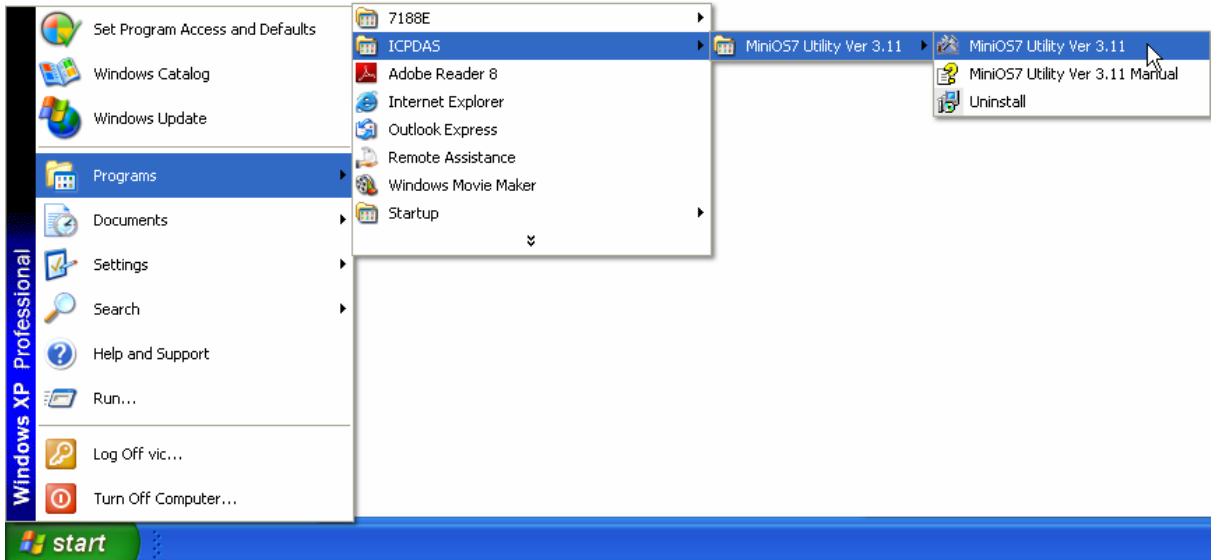 Set Program Access and Defaults
Windows Catalog
Windows Update
Programs
Documents
Settings
Search
Help and Support
Run...
Log Off vic...
Turn Off Computer...
Windows XP Professional
start
7188E
ICPDAS
Adobe Reader 8
Internet Explorer
Outlook Express
Remote Assistance
Windows Movie Maker
Startup
MiniOS7 Utility Ver 3.11
MiniOS7 Utility Ver 3.11
MiniOS7 Utility Ver 3.11 Manual
Uninstall